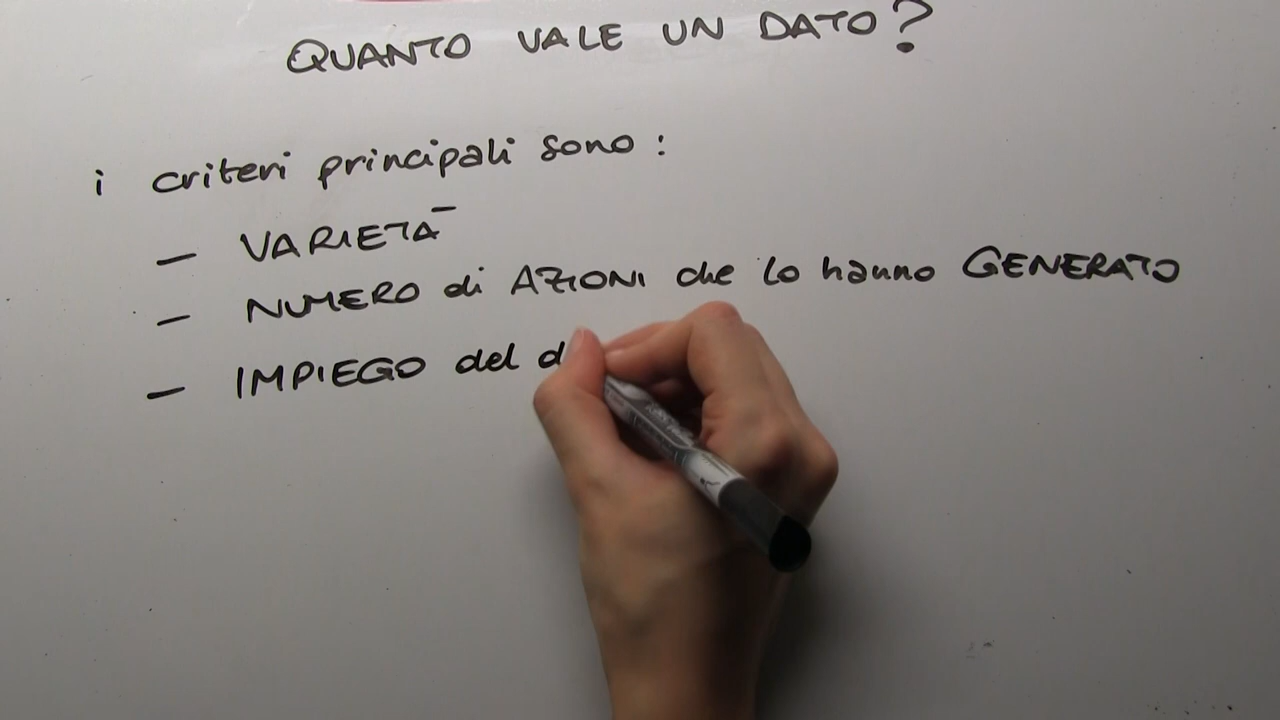 QUANTO VALE UN DATO?
i criteri principali sono:
– VARIETÀ
– NUMERO di AZIONI che lo hanno GENERATO
– IMPIEGO del d